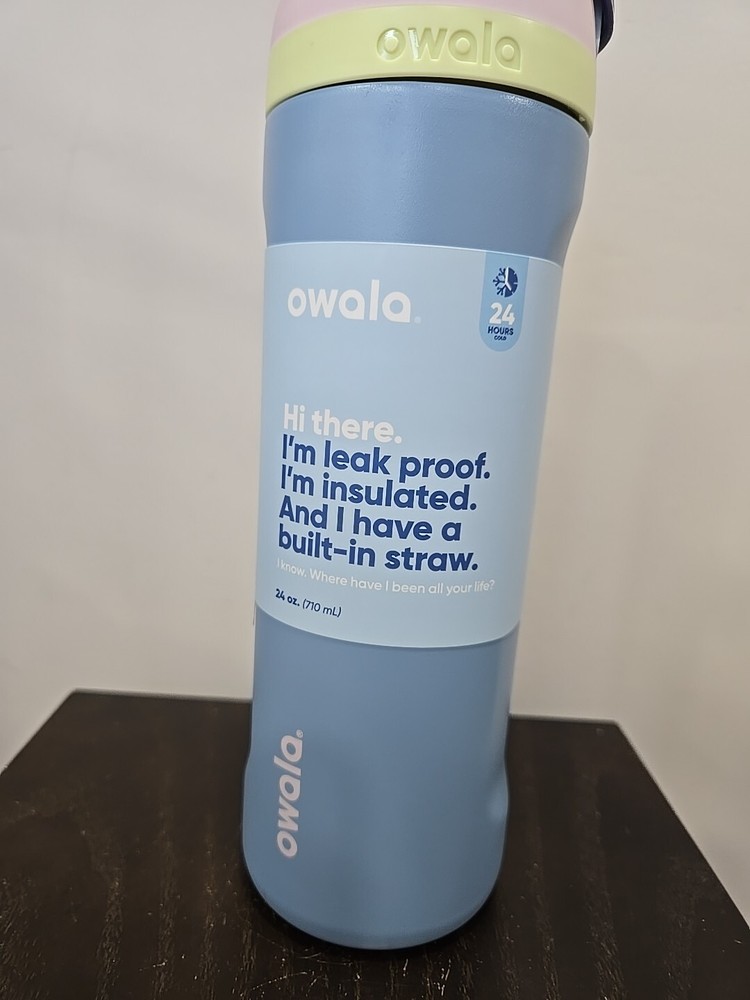 owala
owala®
24
HOURS
COLD
Hi there.
I'm leak proof.
I'm insulated.
And I have a
built-in straw.
I know, Where have I been all your life?
24 oz. (710 mL)
owala®